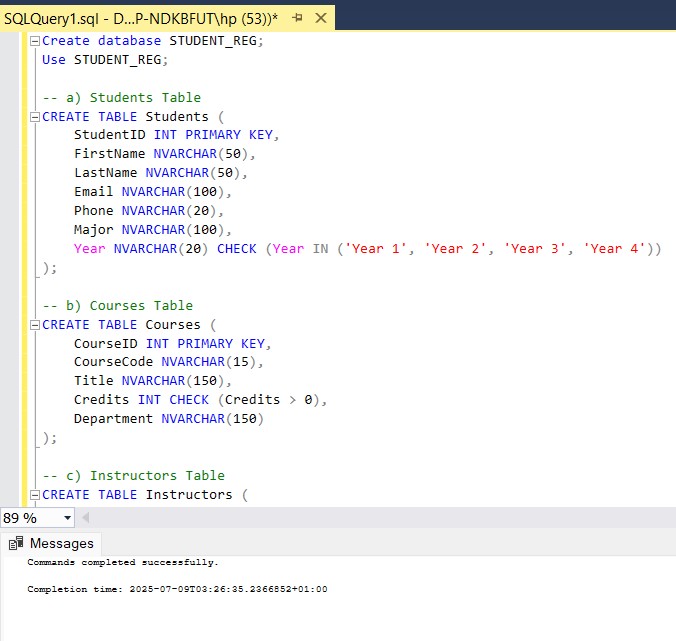 SQLQuery1.sql - D...P-NDKBFUT\hp (53))*
Create database STUDENT_REG;
Use STUDENT_REG;
-- a) Students Table
CREATE TABLE Students (
StudentID INT PRIMARY KEY,
FirstName NVARCHAR(50),
LastName NVARCHAR(50),
Email NVARCHAR(100),
Phone NVARCHAR(20),
Major NVARCHAR(100),
Year NVARCHAR(20) CHECK (Year IN ('Year 1', 'Year 2', 'Year 3', 'Year 4'))
);
-- b) Courses Table
CREATE TABLE Courses (
CourseID INT PRIMARY KEY,
CourseCode NVARCHAR(15),
Title NVARCHAR(150),
Credits INT CHECK (Credits > 0),
Department NVARCHAR(150)
);
-- c) Instructors Table
CREATE TABLE Instructors (
89 %
Messages
Commands completed successfully.
Completion time: 2025-07-09T03:26:35.2366852+01:00